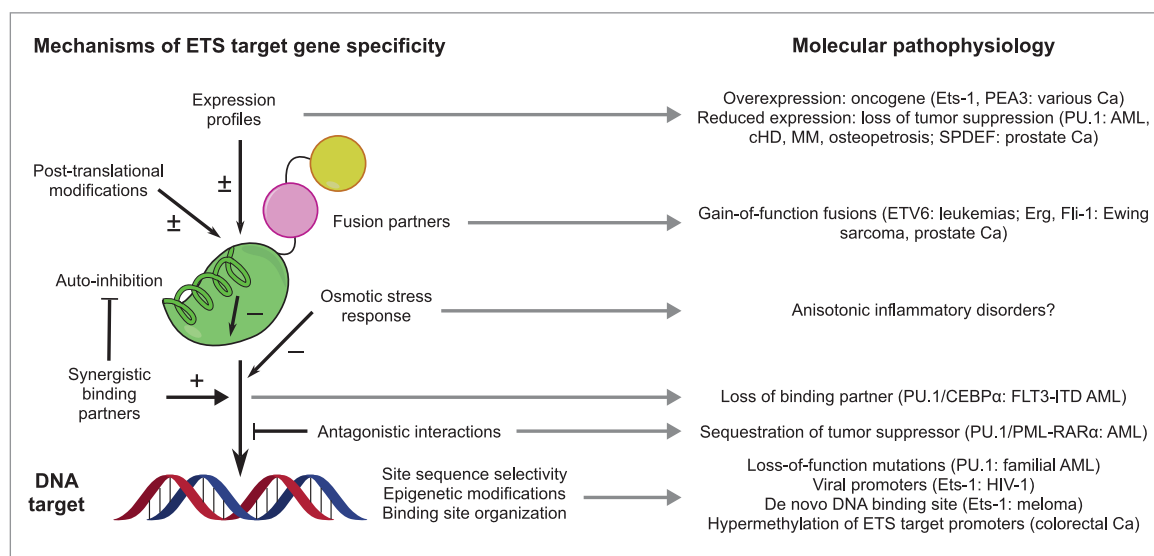 Mechanisms of ETS target gene specificity
Molecular pathophysiology
Expression
profiles
Overexpression: oncogene (Ets-1, PEA3: various Ca)
Reduced expression: loss of tumor suppression (PU.1: AML,
cHD, MM, osteopetrosis; SPDEF: prostate Ca)
Post-translational
modifications
±
±
Fusion partners
Gain-of-function fusions (ETV6: leukemias; Erg, Fli-1: Ewing
sarcoma, prostate Ca)
Auto-inhibition
–
Osmotic stress
response
–
Anisotonic inflammatory disorders?
Synergistic
binding
partners
+
Loss of binding partner (PU.1/CEBPα: FLT3-ITD AML)
Antagonistic interactions
Sequestration of tumor suppressor (PU.1/PML-RARα: AML)
DNA
target
Site sequence selectivity
Epigenetic modifications
Binding site organization
Loss-of-function mutations (PU.1: familial AML)
Viral promoters (Ets-1: HIV-1)
De novo DNA binding site (Ets-1: meloma)
Hypermethylation of ETS target promoters (colorectal Ca)